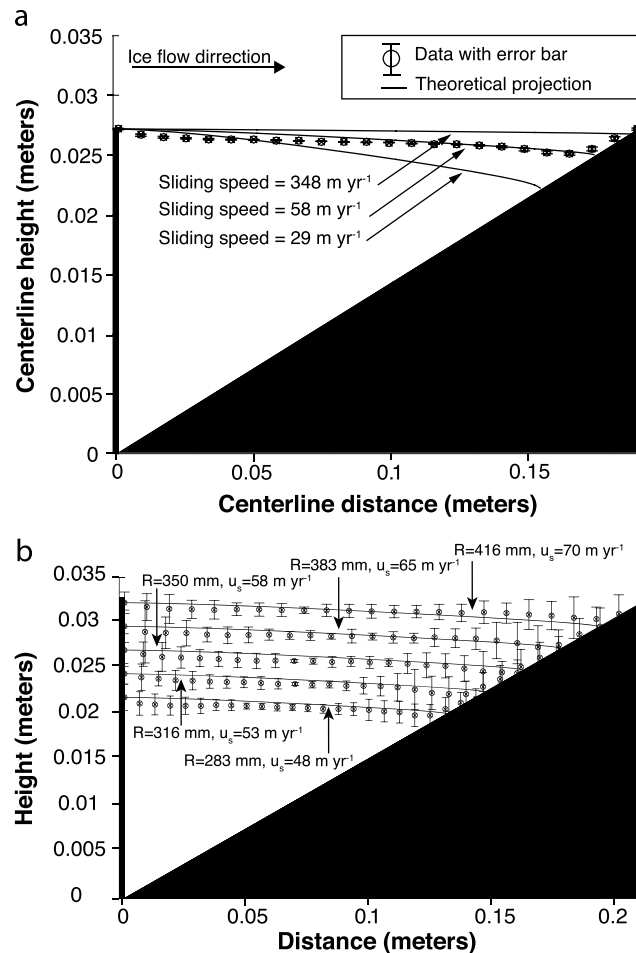 a
0.035
0.03
0.025
0.02
0.015
0.01
0.005
0
Centerline height (meters)
Ice flow dirrection
Data with error bar
Theoretical projection
Sliding speed = 348 m yr-1
Sliding speed = 58 m yr-1
Sliding speed = 29 m yr-1
0 0.05 0.1 0.15
Centerline distance (meters)
b
0.035
0.03
0.025
0.02
0.015
0.01
0.005
0
Height (meters)
R=416 mm, us=70 m yr-1
R=383 mm, us=65 m yr-1
R=350 mm, us=58 m yr-1
R=316 mm, us=53 m yr-1
R=283 mm, us=48 m yr-1
0 0.05 0.1 0.15 0.2
Distance (meters)